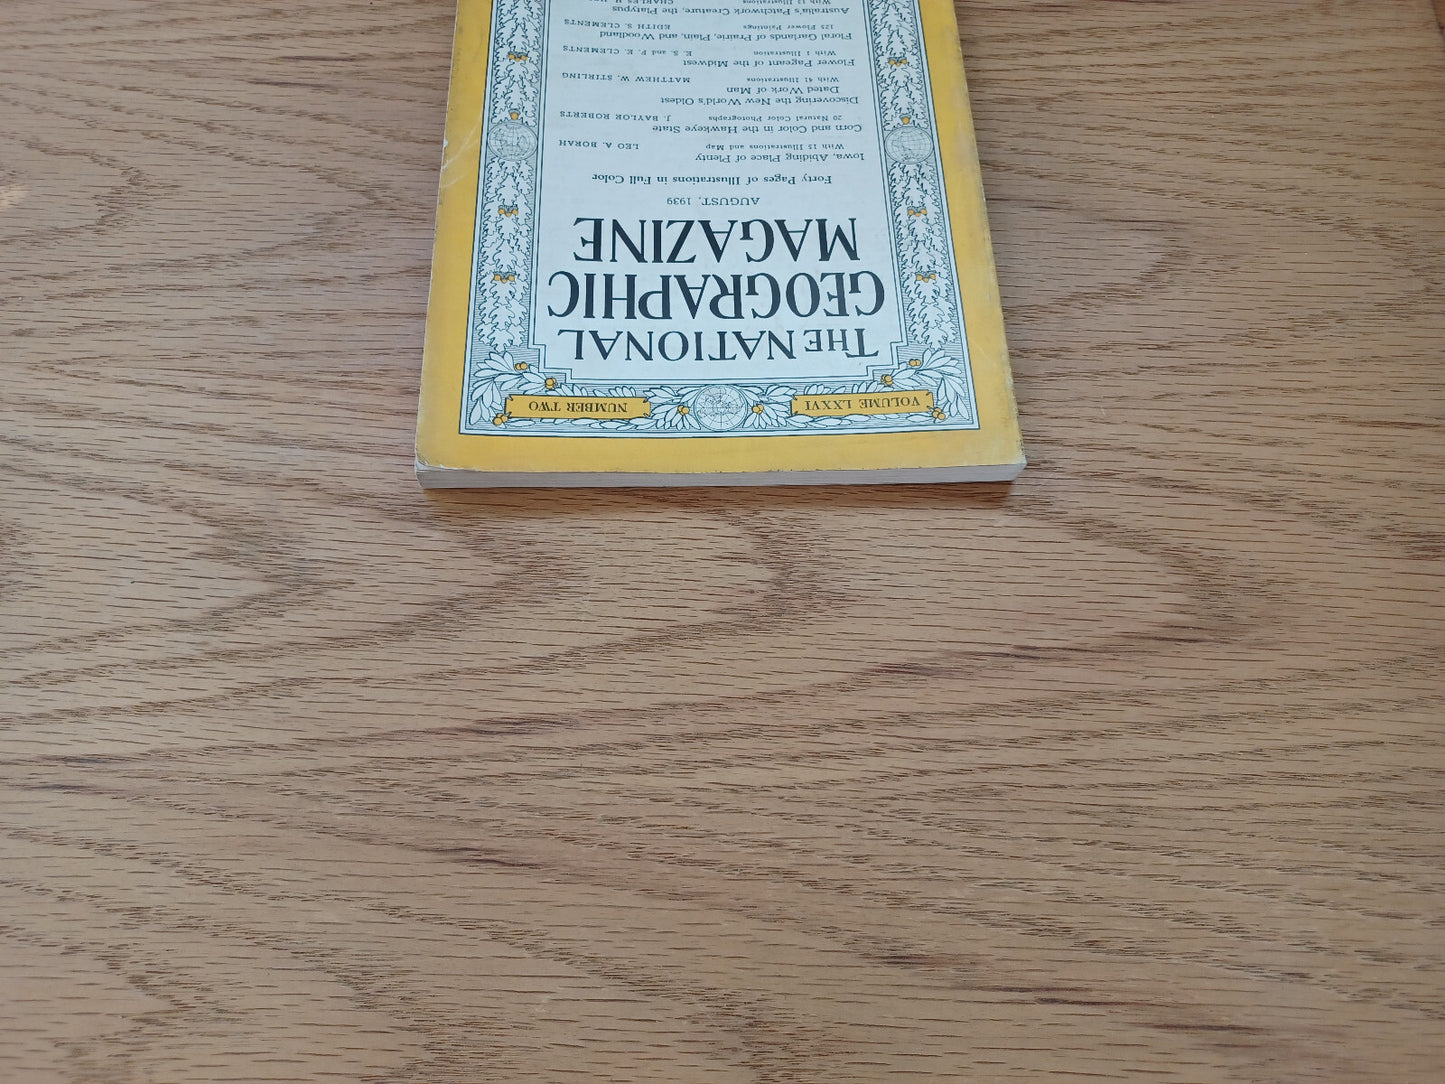 VOLUME LXXVI NUMBER TWO
THE NATIONAL
GEOGRAPHIC
MAGAZINE
AUGUST, 1939
Forty Pages of Illustrations in Full Color
Iowa, Abiding Place of Plenty
With 15 Illustrations and Map LEO A. BORAH
Corn and Color in the Hawkeye State
20 Natural Color Photographs J. BAYLOR ROBERTS
Discovering the New World's Oldest
Dated Work of Man
With 41 Illustrations MATTHEW W. STIRLING
Flower Pageant of the Midwest
With 1 Illustration E. S. and F. E. CLEMENTS
Floral Garlands of Prairie, Plain, and Woodland
125 Flower Paintings EDITH S. CLEMENTS
Australia's Patchwork Creature, the Platypus
With 12 Illustrations CHARLES H.